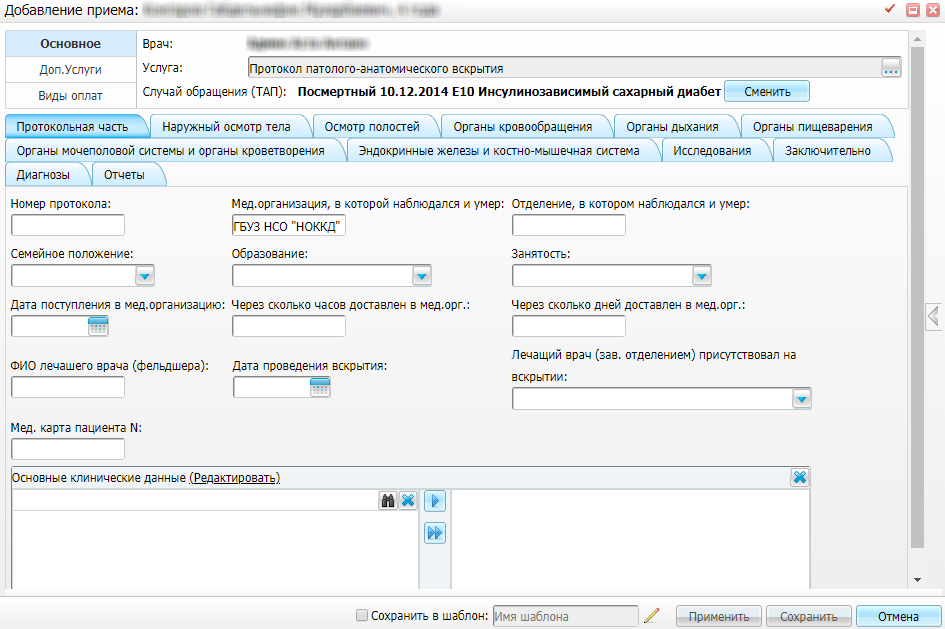 Добавление приема:
Основное
Доп.Услуги
Виды оплат
Врач:
Услуга: Протокол патолого-анатомического вскрытия ...
Случай обращения (ТАП): Посмертный 10.12.2014 E10 Инсулинозависимый сахарный диабет Сменить
Протокольная часть Наружный осмотр тела Осмотр полостей Органы кровообращения Органы дыхания Органы пищеварения
Органы мочеполовой системы и органы кроветворения Эндокринные железы и костно-мышечная система Исследования Заключительно
Диагнозы Отчеты
Номер протокола: Мед.организация, в которой наблюдался и умер: Отделение, в котором наблюдался и умер:
ГБУЗ НСО "НОККД"
Семейное положение: Образование: Занятость:
Дата поступления в мед.организацию: Через сколько часов доставлен в мед.орг.: Через сколько дней доставлен в мед.орг.:
ФИО лечашего врача (фельдшера): Дата проведения вскрытия: Лечащий врач (зав. отделением) присутствовал на
вскрытии:
Мед. карта пациента N:
Основные клинические данные (Редактировать)
Сохранить в шаблон: Имя шаблона Применить Сохранить Отмена